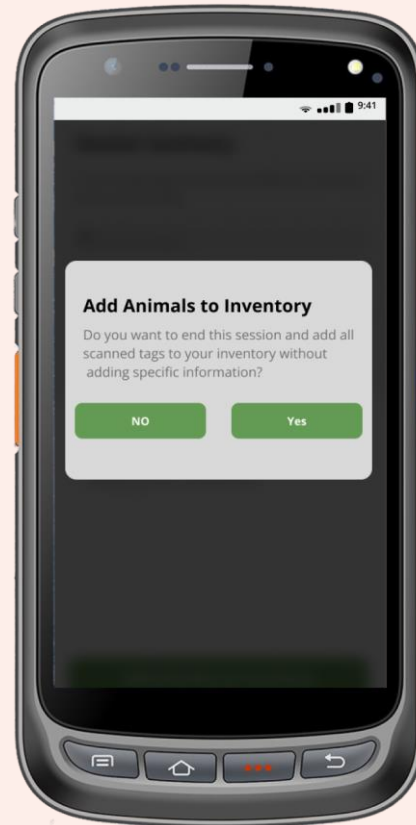 9:41
Add Animals to Inventory
Do you want to end this session and add all
scanned tags to your inventory without
adding specific information?
NO
Yes